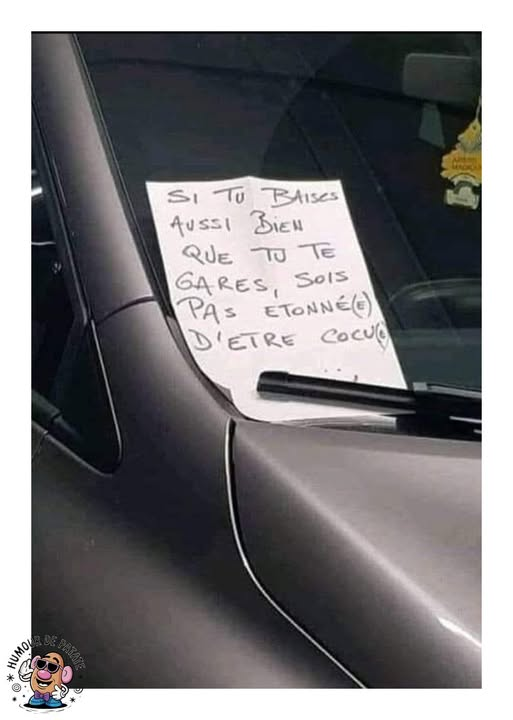 SI TU BAISES
AUSSI BIEN
QUE TU TE
GARES, SOIS
PAS ETONNÉ(E)
D'ETRE COCU(E)
HUMOUR DE PATATE